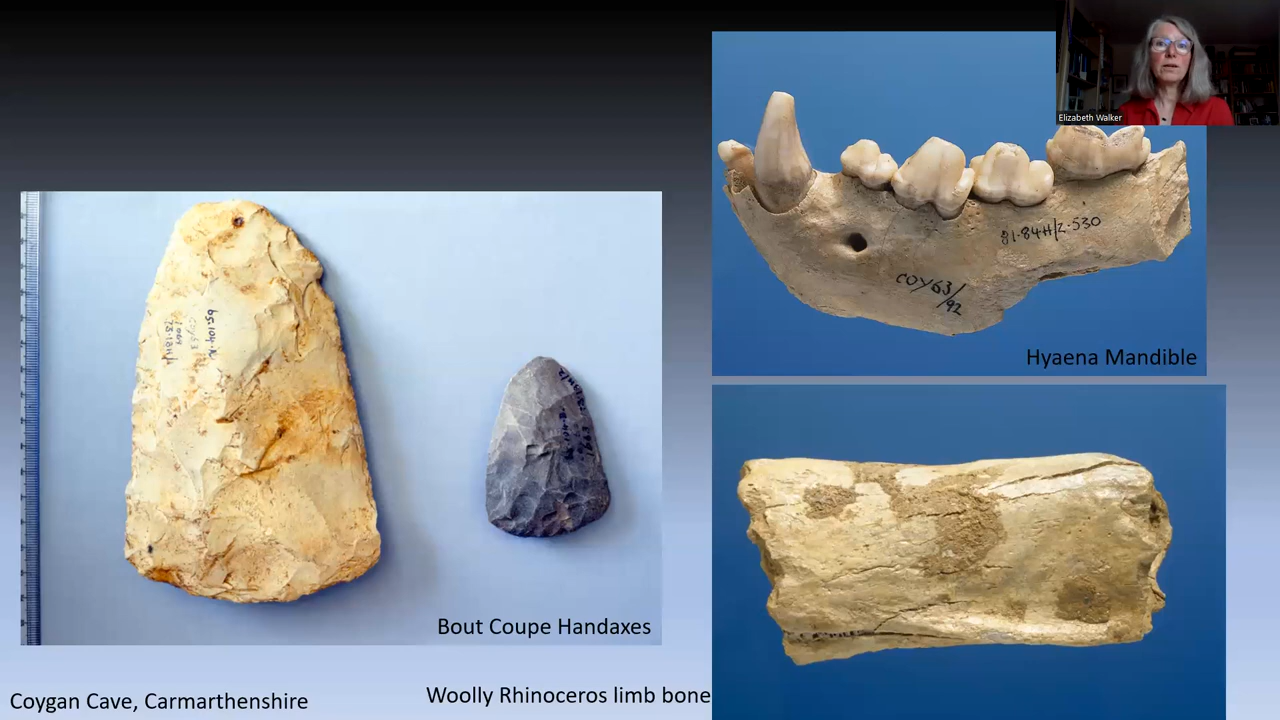 Elizabeth Walker
81.84H/2.530
COY63/
92
Hyaena Mandible
Bout Coupe Handaxes
Coygan Cave, Carmarthenshire
Woolly Rhinoceros limb bone